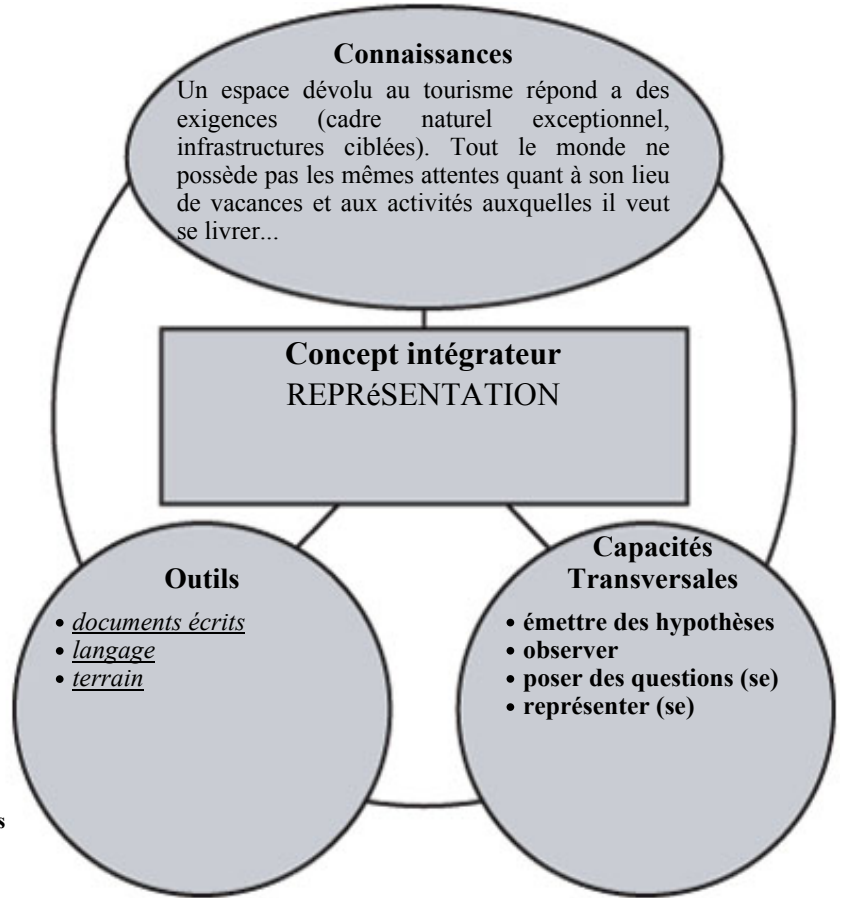 Connaissances
Un espace dévolu au tourisme répond a des
exigences (cadre naturel exceptionnel,
infrastructures ciblées). Tout le monde ne
possède pas les mêmes attentes quant à son lieu
de vacances et aux activités auxquelles il veut
se livrer...
Concept intégrateur
REPRéSENTATION
Outils
• documents écrits
• langage
• terrain
Capacités
Transversales
• émettre des hypothèses
• observer
• poser des questions (se)
• représenter (se)
s